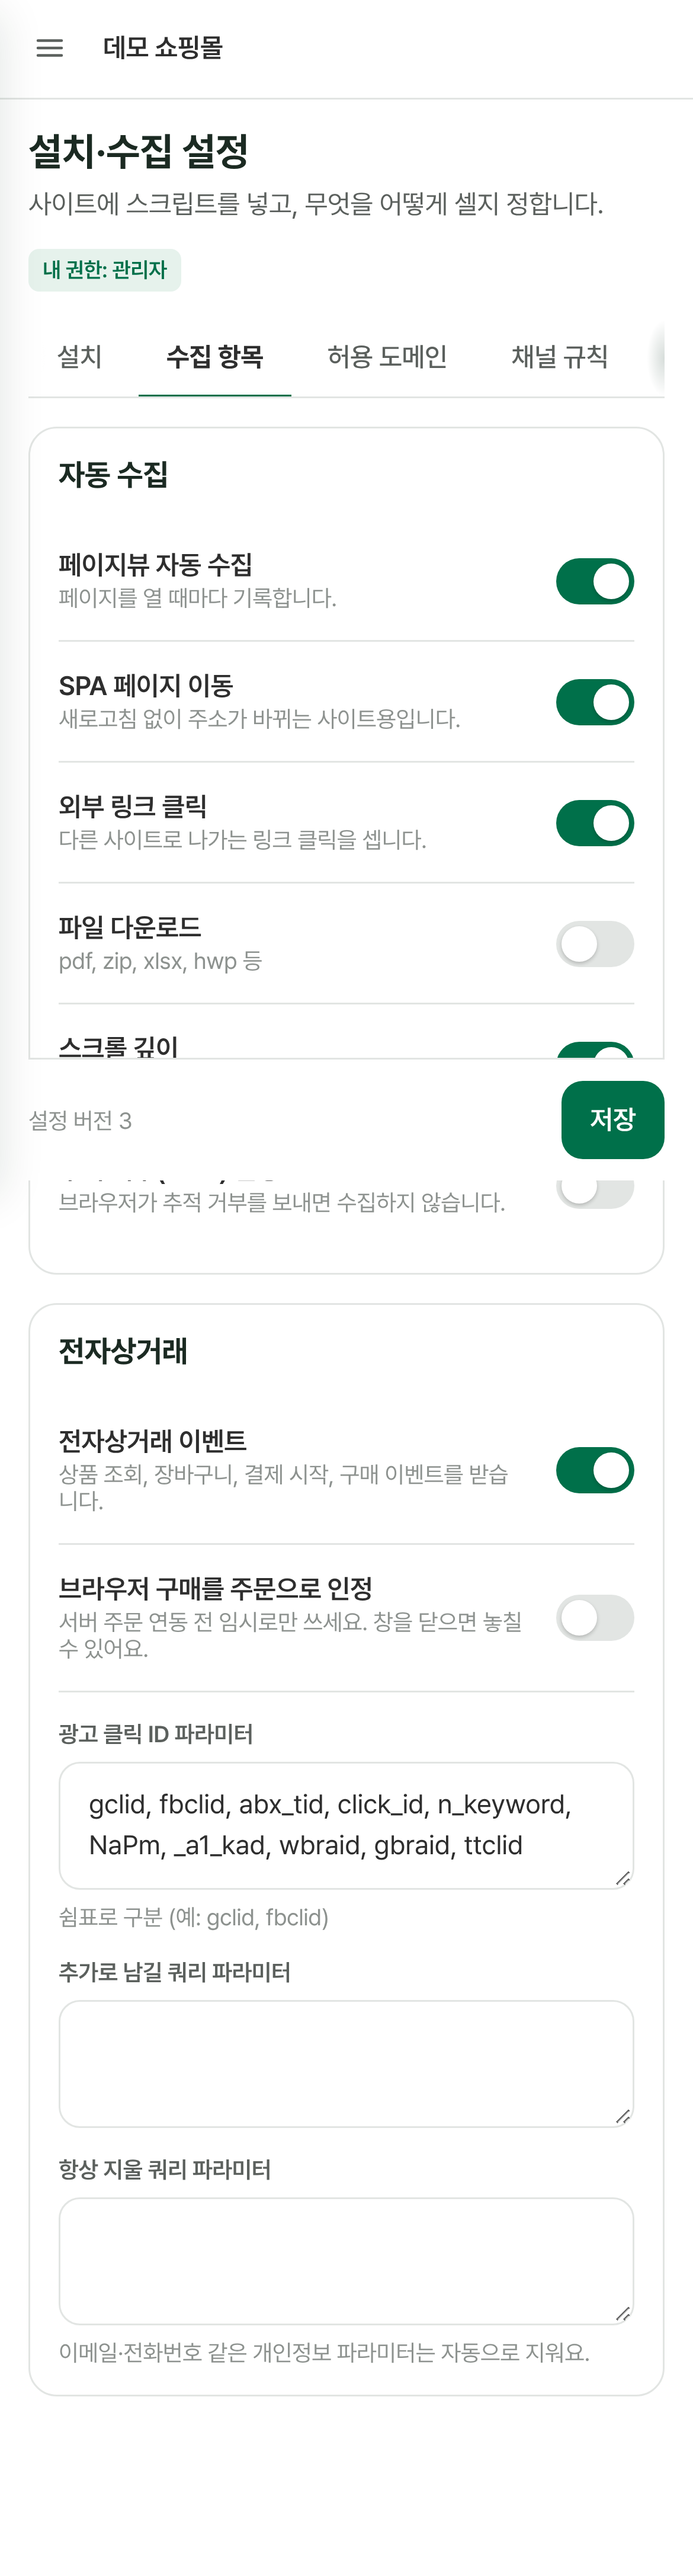 데모 쇼핑몰
설치·수집 설정
사이트에 스크립트를 넣고, 무엇을 어떻게 셀지 정합니다.
내 권한: 관리자
설치
수집 항목
허용 도메인
채널 규칙
자동 수집
페이지뷰 자동 수집
페이지를 열 때마다 기록합니다.
SPA 페이지 이동
새로고침 없이 주소가 바뀌는 사이트용입니다.
외부 링크 클릭
다른 사이트로 나가는 링크 클릭을 셉니다.
파일 다운로드
pdf, zip, xlsx, hwp 등
스크롤 깊이
설정 버전 3
저장
브라우저가 추적 거부를 보내면 수집하지 않습니다.
전자상거래
전자상거래 이벤트
상품 조회, 장바구니, 결제 시작, 구매 이벤트를 받습
니다.
브라우저 구매를 주문으로 인정
서버 주문 연동 전 임시로만 쓰세요. 창을 닫으면 놓칠
수 있어요.
광고 클릭 ID 파라미터
gclid, fbclid, abx_tid, click_id, n_keyword,
NaPm, _a1_kad, wbraid, gbraid, ttclid
쉼표로 구분 (예: gclid, fbclid)
추가로 남길 쿼리 파라미터
항상 지울 쿼리 파라미터
이메일·전화번호 같은 개인정보 파라미터는 자동으로 지워요.